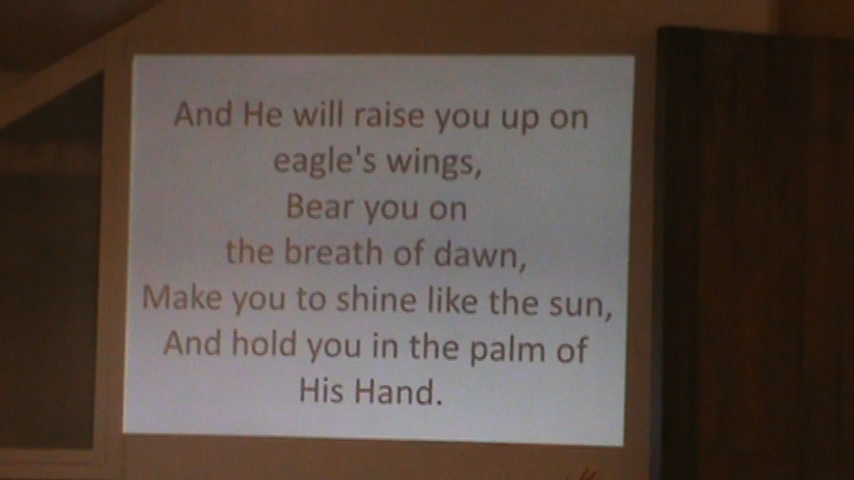 And He will raise you up on
eagle's wings,
Bear you on
the breath of dawn,
Make you to shine like the sun,
And hold you in the palm of
His Hand.